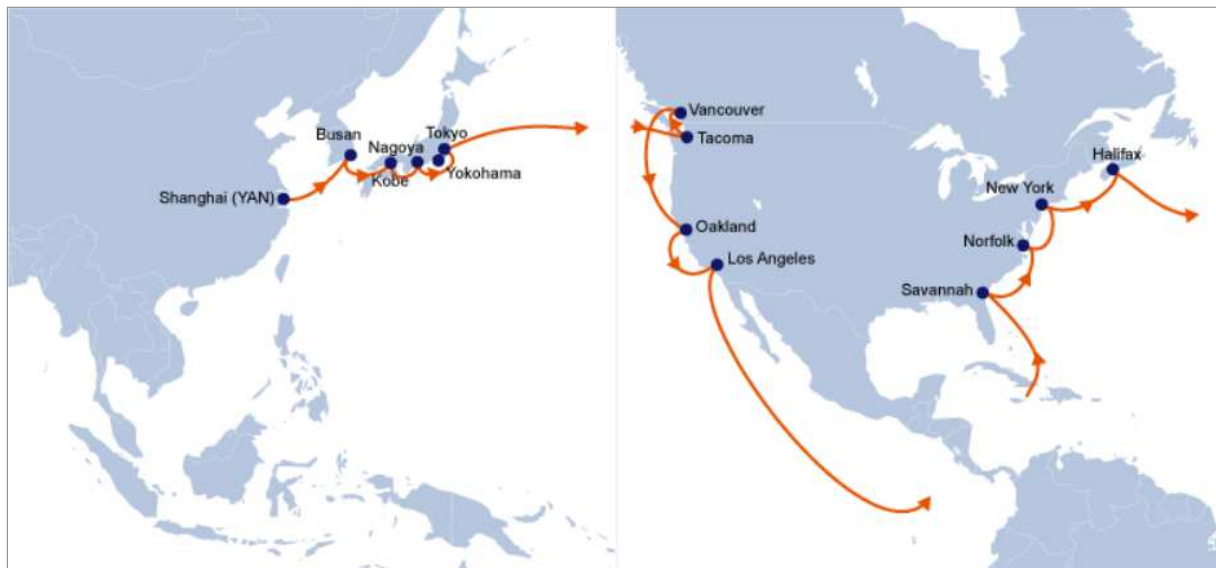 Busan
Nagoya
Tokyo
Kobe
Yokohama
Shanghai (YAN)
Vancouver
Tacoma
Oakland
Los Angeles
Halifax
New York
Norfolk
Savannah